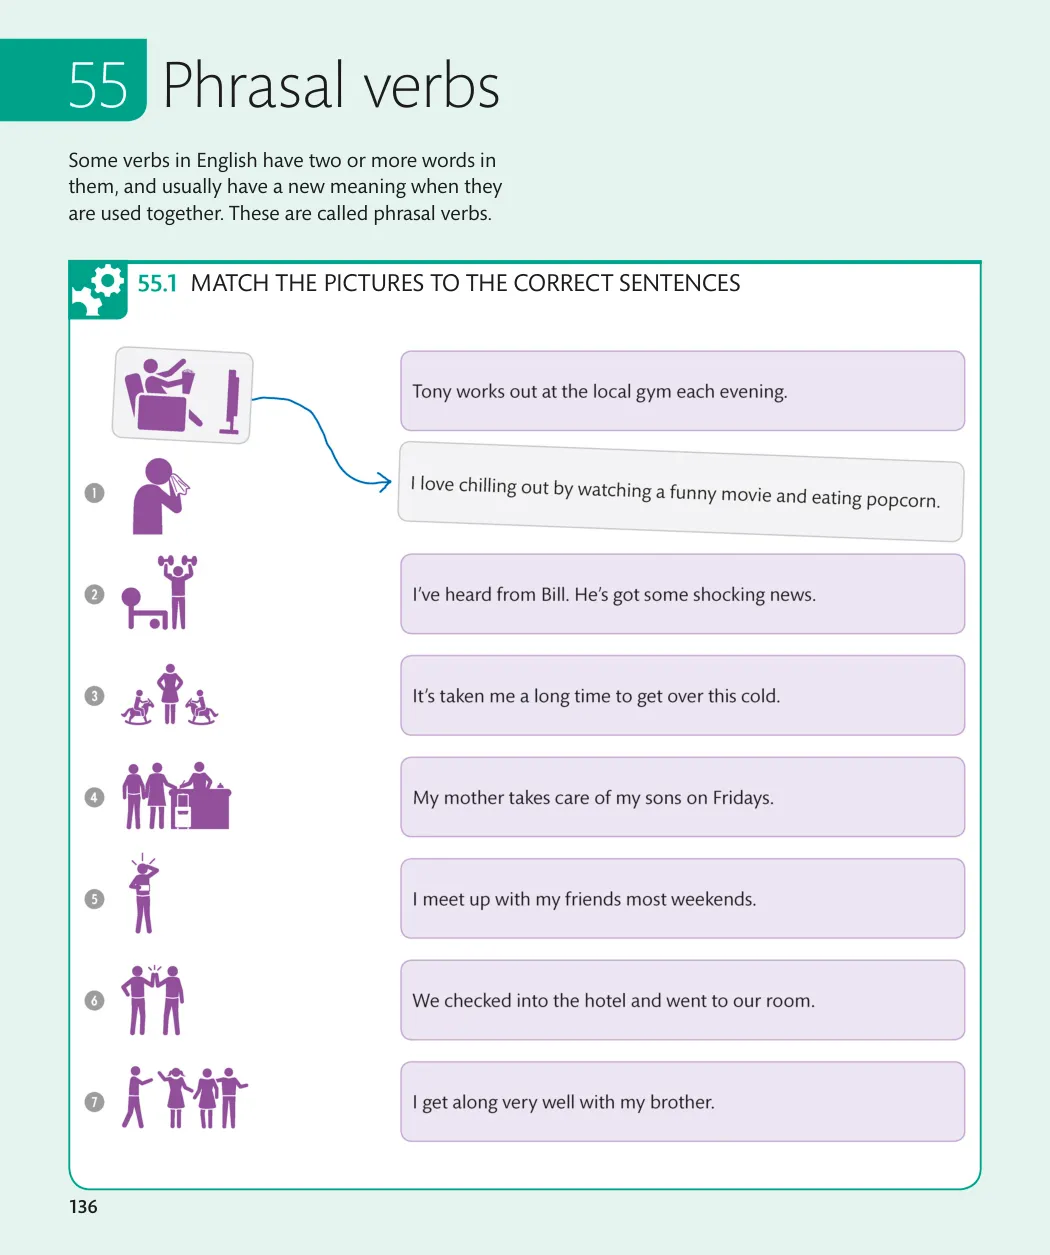 55 Phrasal verbs
Some verbs in English have two or more words in
them, and usually have a new meaning when they
are used together. These are called phrasal verbs.
55.1 MATCH THE PICTURES TO THE CORRECT SENTENCES
Tony works out at the local gym each evening.
I love chilling out by watching a funny movie and eating popcorn.
1
2
I’ve heard from Bill. He’s got some shocking news.
3
It’s taken me a long time to get over this cold.
4
My mother takes care of my sons on Fridays.
5
I meet up with my friends most weekends.
6
We checked into the hotel and went to our room.
7
I get along very well with my brother.
136